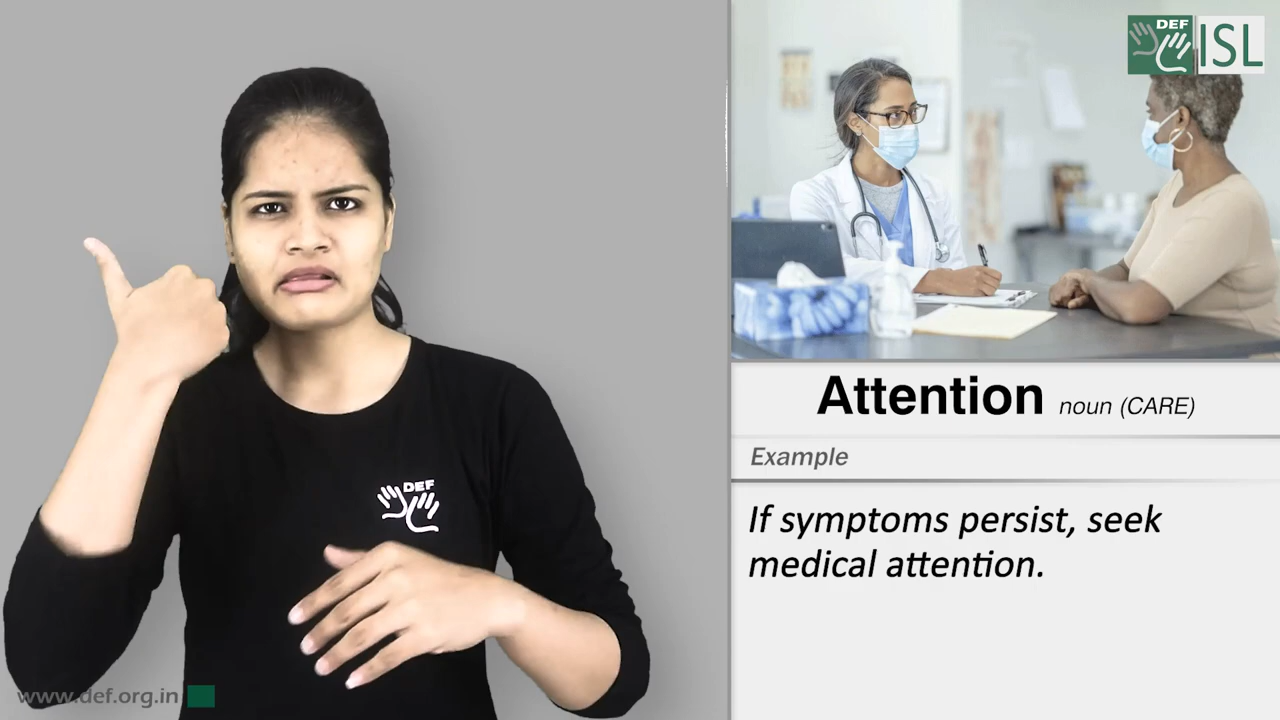 DEF
ISL
Attention noun (CARE)
Example
If symptoms persist, seek
medical attention.
DEF
www.def.org.in